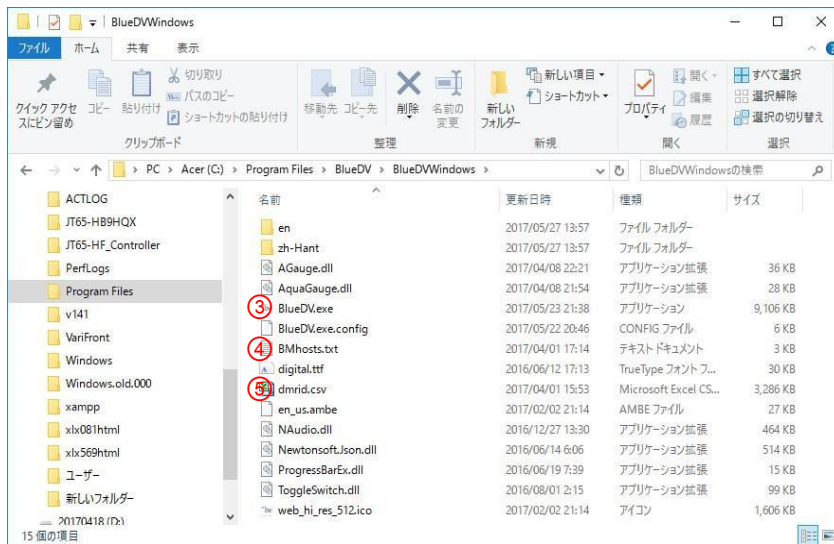 BlueDVWindows
ファイル ホーム 共有 表示
クイック アクセスにピン留め
コピー
貼り付け
切り取り
パスのコピー
ショートカットの貼り付け
クリップボード
移動先
コピー先
削除
名前の変更
整理
新しいフォルダー
新しい項目
ショートカット
新規
プロパティ
開く
編集
履歴
開く
すべて選択
選択解除
選択の切り替え
選択
PC > Acer (C:) > Program Files > BlueDV > BlueDVWindows >
BlueDVWindowsの検索
ACTLOG
JT65-HB9HQX
JT65-HF_Controller
PerfLogs
Program Files
v141
VariFront
Windows
Windows.old.000
xampp
xlx081html
xlx569html
ユーザー
新しいフォルダー
20170418 (D:)
名前 更新日時 種類 サイズ
en 2017/05/27 13:57 ファイル フォルダー
zh-Hant 2017/05/27 13:57 ファイル フォルダー
AGauge.dll 2017/04/08 22:21 アプリケーション拡張 36 KB
AquaGauge.dll 2017/04/08 21:54 アプリケーション拡張 28 KB
③ BlueDV.exe 2017/05/23 21:38 アプリケーション 9,106 KB
BlueDV.exe.config 2017/05/22 20:46 CONFIG ファイル 6 KB
④ BMhosts.txt 2017/04/01 17:14 テキスト ドキュメント 3 KB
digital.ttf 2016/06/12 17:13 TrueType フォント フ... 30 KB
⑤ dmrid.csv 2017/04/01 15:53 Microsoft Excel CS... 3,286 KB
en_us.ambe 2017/02/02 21:14 AMBE ファイル 27 KB
NAudio.dll 2016/12/27 13:30 アプリケーション拡張 464 KB
Newtonsoft.Json.dll 2016/06/14 6:06 アプリケーション拡張 514 KB
ProgressBarEx.dll 2016/06/19 7:39 アプリケーション拡張 15 KB
ToggleSwitch.dll 2016/08/01 2:15 アプリケーション拡張 99 KB
web_hi_res_512.ico 2017/02/02 21:14 アイコン 1,606 KB
15 個の項目